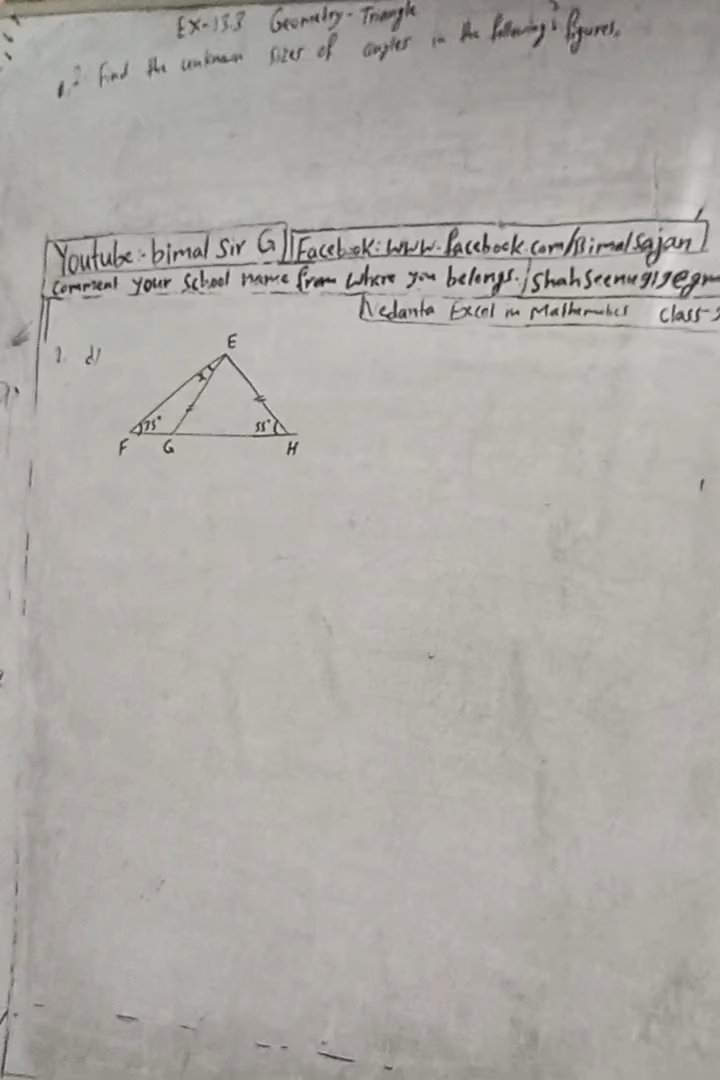 EX-13.3 Geometry - Triangle
2. Find the unknown sizes of angles in the following figures.
Youtube:- bimal Sir G Facebook: www.facebook.com/Bimalsajan
comment your school name from where you belongs.
Vedanta Excel in Mathematics class-
2. d)
E
x
F 35° G 55° H